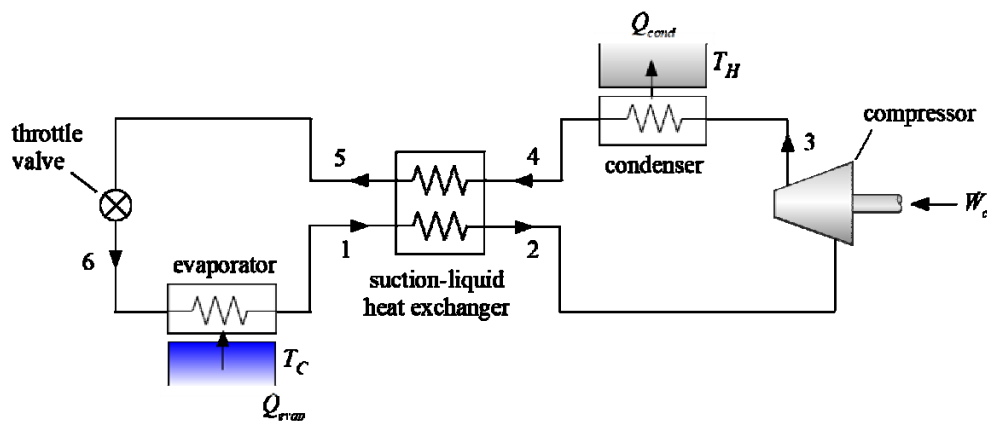 Q_cond
T_H
compressor
throttle
valve
5
4
condenser
3
W_c
6
evaporator
1
2
suction-liquid
heat exchanger
T_C
Q_evap